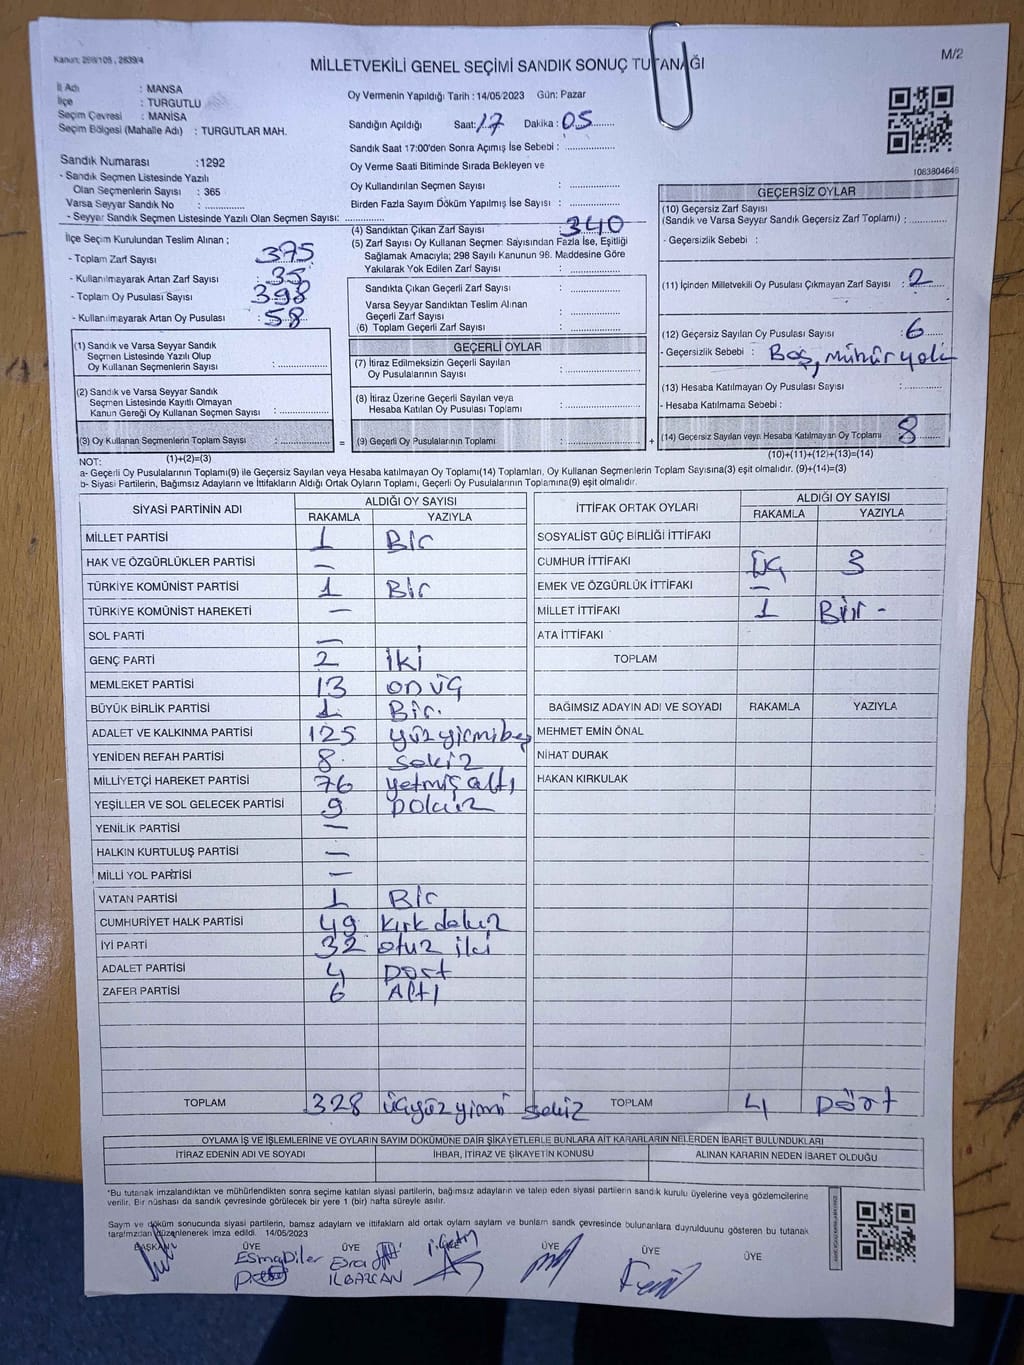 Kanun: 298/105, 2839/4
MİLLETVEKİLİ GENEL SEÇİMİ SANDIK SONUÇ TUTANAĞI
M/2
İl Adı : MANİSA
İlçe : TURGUTLU
Seçim Çevresi : MANİSA
Seçim Bölgesi (Mahalle Adı) : TURGUTLAR MAH.
Sandık Numarası :1292
- Sandık Seçmen Listesinde Yazılı
Olan Seçmenlerin Sayısı : 365
Varsa Seyyar Sandık No :
- Seyyar Sandık Seçmen Listesinde Yazılı Olan Seçmen Sayısı:
Oy Vermenin Yapıldığı Tarih : 14/05/2023 Gün: Pazar
Sandığın Açıldığı Saat: 17 Dakika : 05
Sandık Saat 17:00'den Sonra Açılmış İse Sebebi :
Oy Verme Saati Bitiminde Sırada Bekleyen ve
Oy Kullandırılan Seçmen Sayısı :
Birden Fazla Sayım Döküm Yapılmış İse Sayısı :
1083804646
İlçe Seçim Kurulundan Teslim Alınan ;
- Toplam Zarf Sayısı : 375
- Kullanılmayarak Artan Zarf Sayısı : 35
- Toplam Oy Pusulası Sayısı : 398
- Kullanılmayarak Artan Oy Pusulası : 58
(1) Sandık ve Varsa Seyyar Sandık
Seçmen Listesinde Yazılı Olup
Oy Kullanan Seçmenlerin Sayısı :
(2) Sandık ve Varsa Seyyar Sandık
Seçmen Listesinde Kayıtlı Olmayan
Kanun Gereği Oy Kullanan Seçmen Sayısı :
(3) Oy Kullanan Seçmenlerin Toplam Sayısı :
(1)+(2)=(3)
(4) Sandıktan Çıkan Zarf Sayısı : 340
(5) Zarf Sayısı Oy Kullanan Seçmen Sayısından Fazla İse, Eşitliği
Sağlamak Amacıyla; 298 Sayılı Kanunun 98. Maddesine Göre
Yakılarak Yok Edilen Zarf Sayısı :
Sandıkta Çıkan Geçerli Zarf Sayısı :
Varsa Seyyar Sandıktan Teslim Alınan
Geçerli Zarf Sayısı :
(6) Toplam Geçerli Zarf Sayısı :
GEÇERLİ OYLAR
(7) İtiraz Edilmeksizin Geçerli Sayılan
Oy Pusulalarının Sayısı :
(8) İtiraz Üzerine Geçerli Sayılan veya
Hesaba Katılan Oy Pusulası Toplamı :
= (9) Geçerli Oy Pusulalarının Toplamı :
GEÇERSİZ OYLAR
(10) Geçersiz Zarf Sayısı
(Sandık ve Varsa Seyyar Sandık Geçersiz Zarf Toplamı) :
- Geçersizlik Sebebi :
(11) İçinden Milletvekili Oy Pusulası Çıkmayan Zarf Sayısı : 2
(12) Geçersiz Sayılan Oy Pusulası Sayısı : 6
- Geçersizlik Sebebi : Boş, mühür yok
(13) Hesaba Katılmayan Oy Pusulası Sayısı :
- Hesaba Katılmama Sebebi :
+ (14) Geçersiz Sayılan veya Hesaba Katılmayan Oy Toplamı 8
(10)+(11)+(12)+(13)=(14)
NOT:
a- Geçerli Oy Pusulalarının Toplamı(9) ile Geçersiz Sayılan veya Hesaba katılmayan Oy Toplamı(14) Toplamları, Oy Kullanan Seçmenlerin Toplam Sayısına(3) eşit olmalıdır. (9)+(14)=(3)
b- Siyasi Partilerin, Bağımsız Adayların ve İttifakların Aldığı Ortak Oyların Toplamı, Geçerli Oy Pusulalarının Toplamına(9) eşit olmalıdır.
SİYASİ PARTİNİN ADI ALDIĞI OY SAYISI
RAKAMLA YAZIYLA
MİLLET PARTİSİ 1 Bir
HAK VE ÖZGÜRLÜKLER PARTİSİ —
TÜRKİYE KOMÜNİST PARTİSİ 1 Bir
TÜRKİYE KOMÜNİST HAREKETİ —
SOL PARTİ —
GENÇ PARTİ 2 iki
MEMLEKET PARTİSİ 13 on üç
BÜYÜK BİRLİK PARTİSİ 1 Bir.
ADALET VE KALKINMA PARTİSİ 125 yüzyirmibeş
YENİDEN REFAH PARTİSİ 8 sekiz
MİLLİYETÇİ HAREKET PARTİSİ 76 yetmiş altı
YEŞİLLER VE SOL GELECEK PARTİSİ 9 Dokuz
YENİLİK PARTİSİ —
HALKIN KURTULUŞ PARTİSİ —
MİLLİ YOL PARTİSİ —
VATAN PARTİSİ 1 Bir
CUMHURİYET HALK PARTİSİ 49 kırk dokuz
İYİ PARTİ 32 otuz iki
ADALET PARTİSİ 4 Dört
ZAFER PARTİSİ 6 Altı
TOPLAM 328 üçyüz yirmi sekiz
İTTİFAK ORTAK OYLARI ALDIĞI OY SAYISI
RAKAMLA YAZIYLA
SOSYALİST GÜÇ BİRLİĞİ İTTİFAKI
CUMHUR İTTİFAKI Üç 3
EMEK VE ÖZGÜRLÜK İTTİFAKI —
MİLLET İTTİFAKI 1 Bir -
ATA İTTİFAKI
TOPLAM
BAĞIMSIZ ADAYIN ADI VE SOYADI RAKAMLA YAZIYLA
MEHMET EMİN ÖNAL
NİHAT DURAK
HAKAN KIRKULAK
TOPLAM 4 Dört
OYLAMA İŞ VE İŞLEMLERİNE VE OYLARIN SAYIM DÖKÜMÜNE DAİR ŞİKAYETLERLE BUNLARA AİT KARARLARIN NELERDEN İBARET BULUNDUKLARI
İTİRAZ EDENİN ADI VE SOYADI İHBAR, İTİRAZ VE ŞİKAYETİN KONUSU ALINAN KARARIN NEDEN İBARET OLDUĞU
"Bu tutanak imzalandıktan ve mühürlendikten sonra seçime katılan siyasi partilerin, bağımsız adayların ve talep eden siyasi partilerin sandık kurulu üyelerine veya gözlemcilerine
verilir. Bir nüshası da sandık çevresinde görülecek bir yere 1 (bir) hafta süreyle asılır.
Sayım ve döküm sonucunda siyasi partilerin, bamsz adayların ve ittifakların ald ortak oyların saylam ve bunların sandık çevresinde bulunanlara duyrulduunu gösteren bu tutanak
tarafmzdan düzenlenerek imza edildi. 14/05/2023
BAŞKAN ÜYE ÜYE ÜYE ÜYE ÜYE
Esma Diler Esra
İLBAZCAN